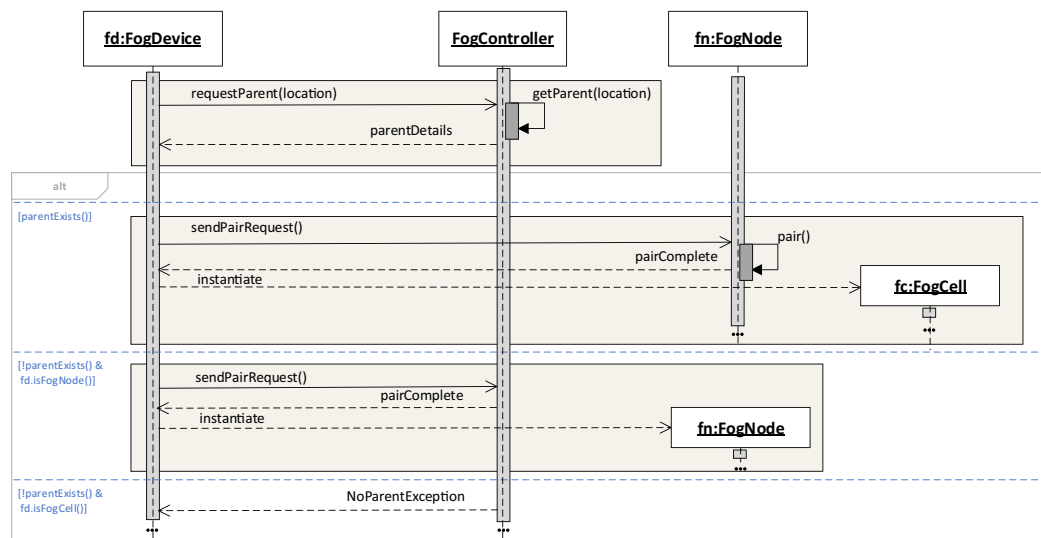 fd:FogDevice
FogController
fn:FogNode
requestParent(location)
getParent(location)
parentDetails
alt
[parentExists()]
sendPairRequest()
pair()
pairComplete
instantiate
fc:FogCell
[!parentExists() &
fd.isFogNode()]
sendPairRequest()
pairComplete
instantiate
fn:FogNode
[!parentExists() &
fd.isFogCell()]
NoParentException